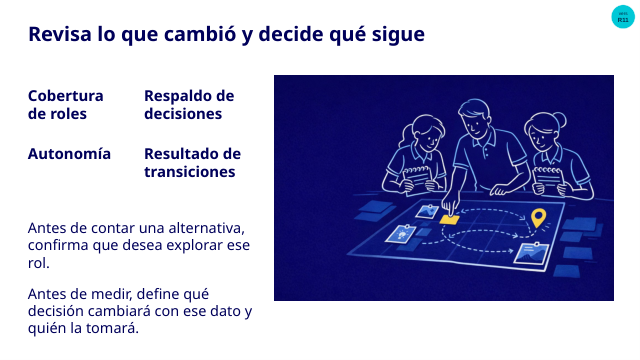 Revisa lo que cambió y decide qué sigue
R11
Cobertura
de roles
Respaldo de
decisiones
Autonomía
Resultado de
transiciones
Antes de contar una alternativa,
confirma que desea explorar ese
rol.
Antes de medir, define qué
decisión cambiará con ese dato y
quién la tomará.